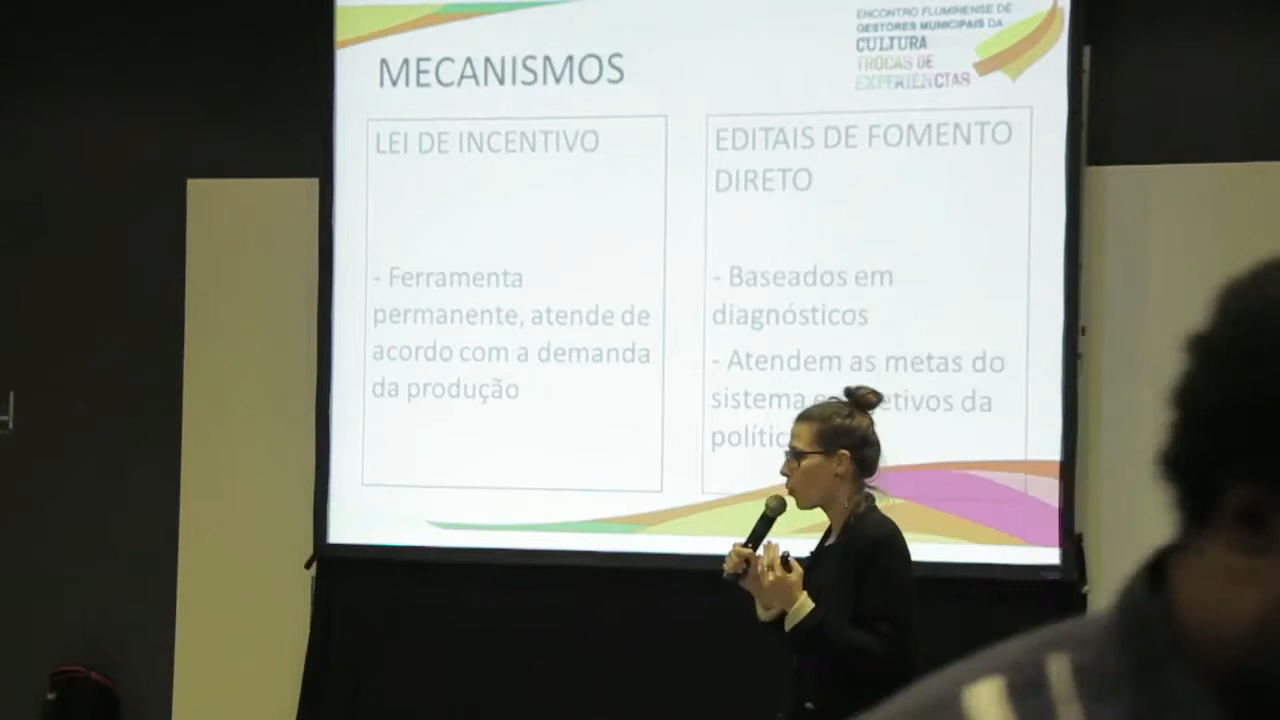 ENCONTRO FLUMINENSE DE
GESTORES MUNICIPAIS DA
CULTURA
TROCAS DE
EXPERIÊNCIAS
MECANISMOS
LEI DE INCENTIVO
- Ferramenta
permanente, atende de
acordo com a demanda
da produção
EDITAIS DE FOMENTO
DIRETO
- Baseados em
diagnósticos
- Atendem as metas do
sistema da